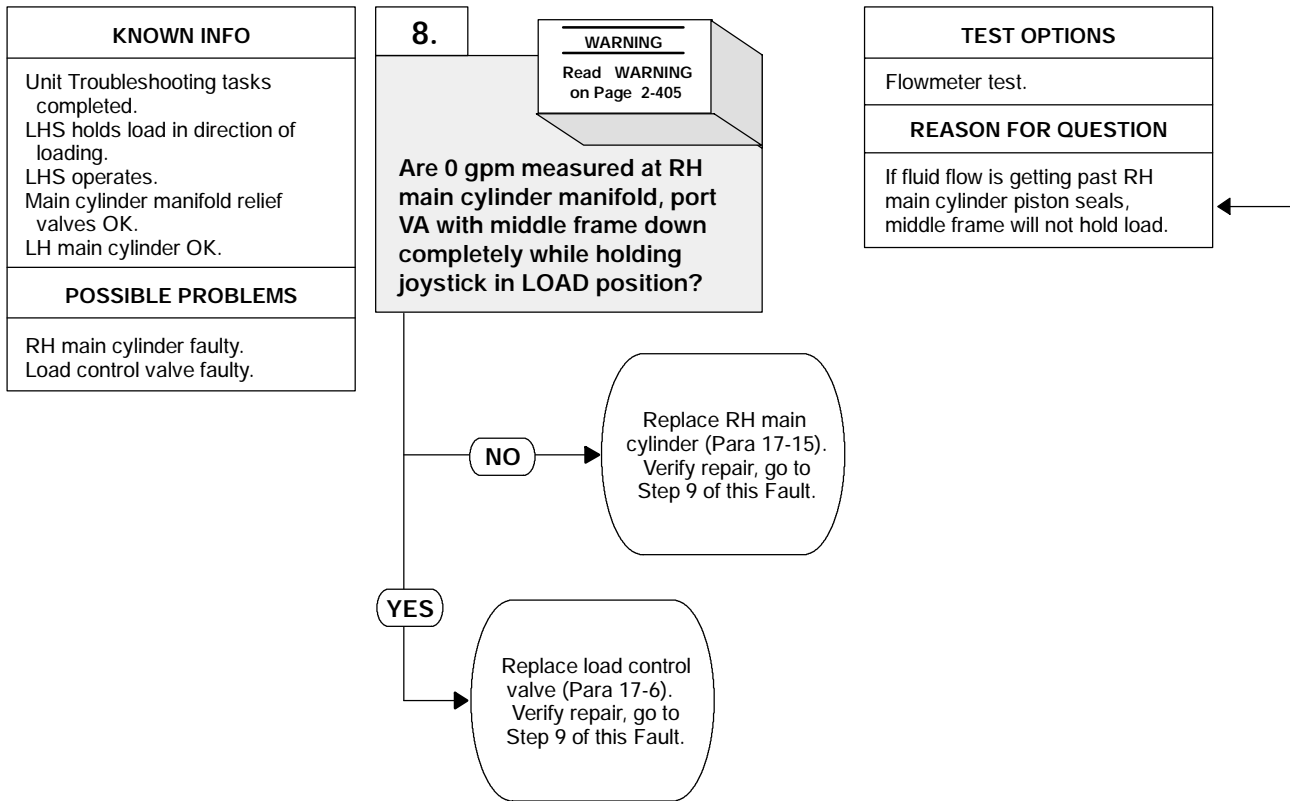 KNOWN INFO
Unit Troubleshooting tasks
completed.
LHS holds load in direction of
loading.
LHS operates.
Main cylinder manifold relief
valves OK.
LH main cylinder OK.
POSSIBLE PROBLEMS
RH main cylinder faulty.
Load control valve faulty.
8.
WARNING
Read WARNING
on Page 2-405
Are 0 gpm measured at RH
main cylinder manifold, port
VA with middle frame down
completely while holding
joystick in LOAD position?
TEST OPTIONS
Flowmeter test.
REASON FOR QUESTION
If fluid flow is getting past RH
main cylinder piston seals,
middle frame will not hold load.
NO
Replace RH main
cylinder (Para 17-15).
Verify repair, go to
Step 9 of this Fault.
YES
Replace load control
valve (Para 17-6).
Verify repair, go to
Step 9 of this Fault.